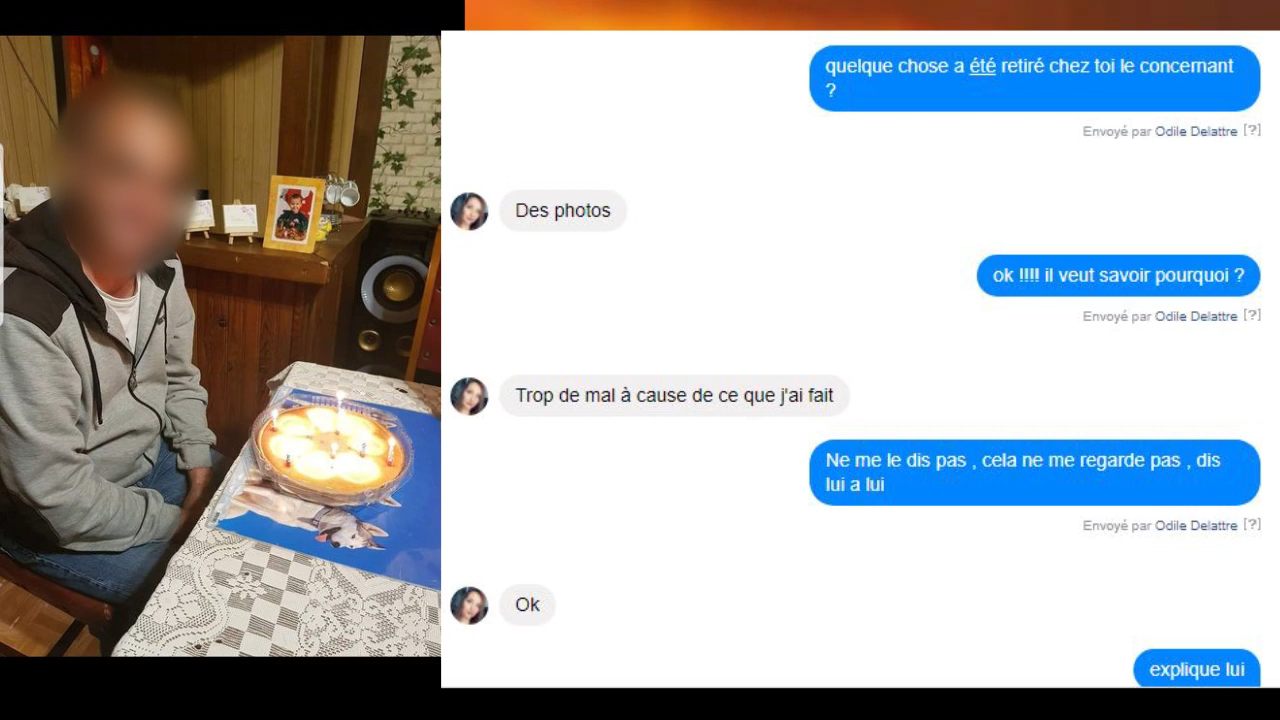 quelque chose a été retiré chez toi le concernant
?
Envoyé par Odile Delattre [?]
Des photos
ok !!!! il veut savoir pourquoi ?
Envoyé par Odile Delattre [?]
Trop de mal à cause de ce que j'ai fait
Ne me le dis pas , cela ne me regarde pas , dis
lui a lui
Envoyé par Odile Delattre [?]
Ok
explique lui